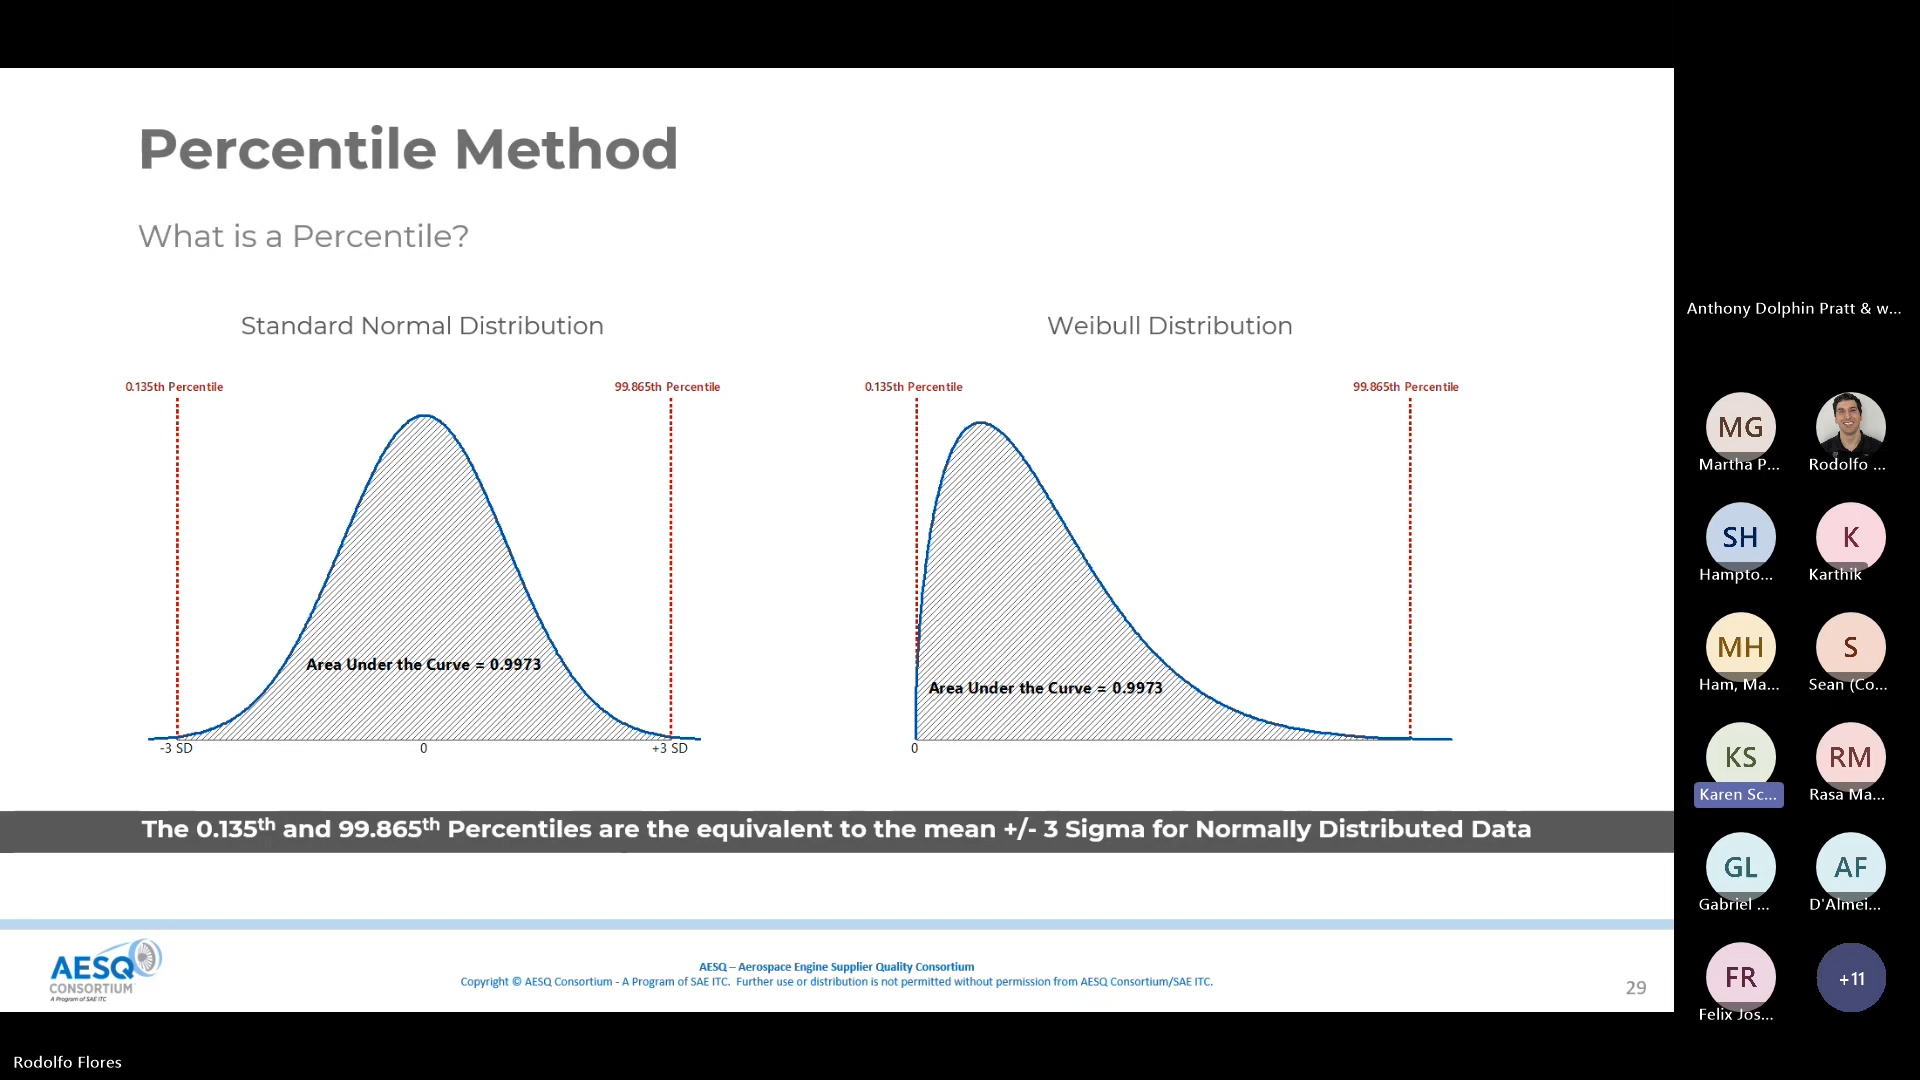 Percentile Method
What is a Percentile?
Standard Normal Distribution
0.135th Percentile
99.865th Percentile
Area Under the Curve = 0.9973
-3 SD
0
+3 SD
Weibull Distribution
0.135th Percentile
99.865th Percentile
Area Under the Curve = 0.9973
0
The 0.135th and 99.865th Percentiles are the equivalent to the mean +/- 3 Sigma for Normally Distributed Data
AESQ
CONSORTIUM
A Program of SAE ITC
AESQ – Aerospace Engine Supplier Quality Consortium
Copyright © AESQ Consortium - A Program of SAE ITC. Further use or distribution is not permitted without permission from AESQ Consortium/SAE ITC.
29
Anthony Dolphin Pratt & w...
MG
Martha P...
Rodolfo ...
SH
Hampto...
K
Karthik
MH
Ham, Ma...
S
Sean (Co...
KS
Karen Sc...
RM
Rasa Ma...
GL
Gabriel ...
AF
D'Almei...
FR
Felix Jos...
+11
Rodolfo Flores